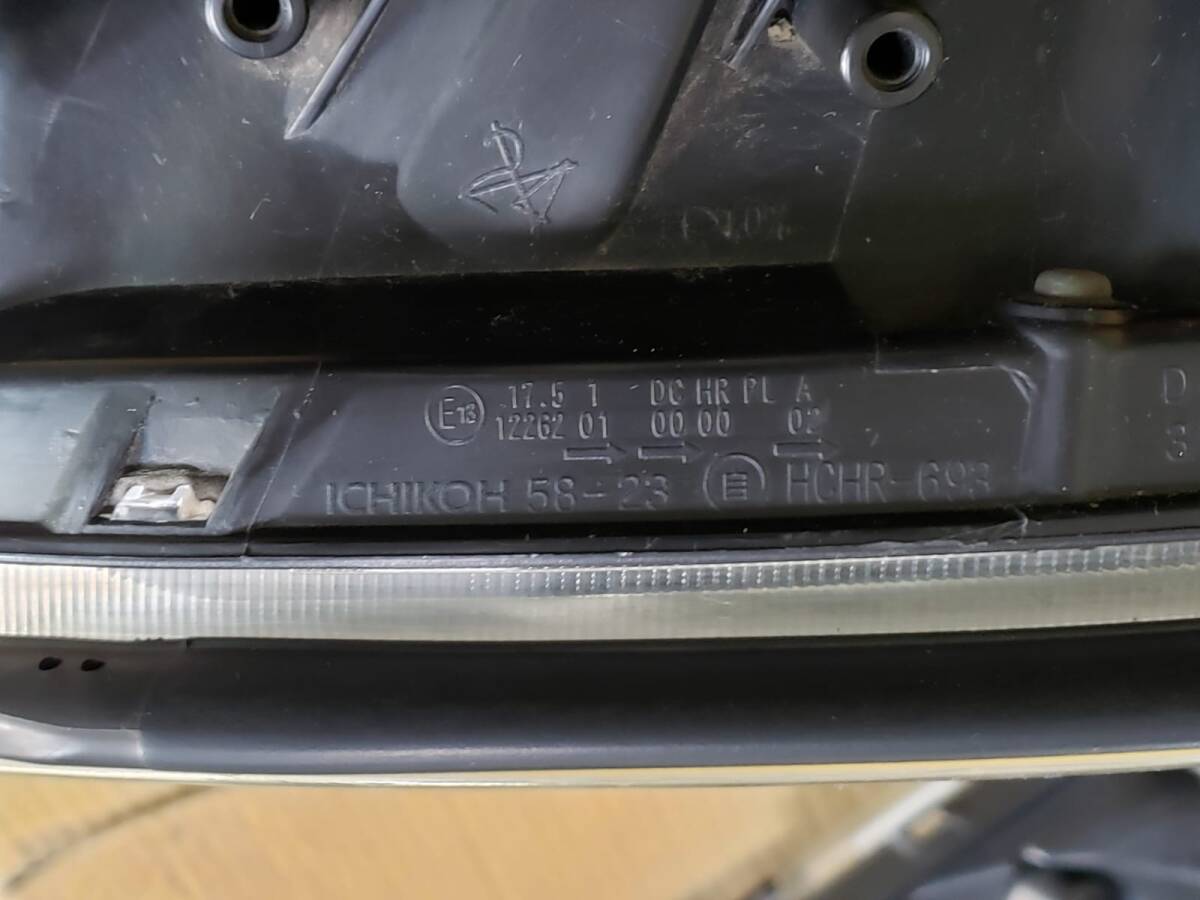 E13 17.5 1 DC HR PL A
12262 01 00 00 02
ICHIKOH 58-23 E HCHR-693
D
S